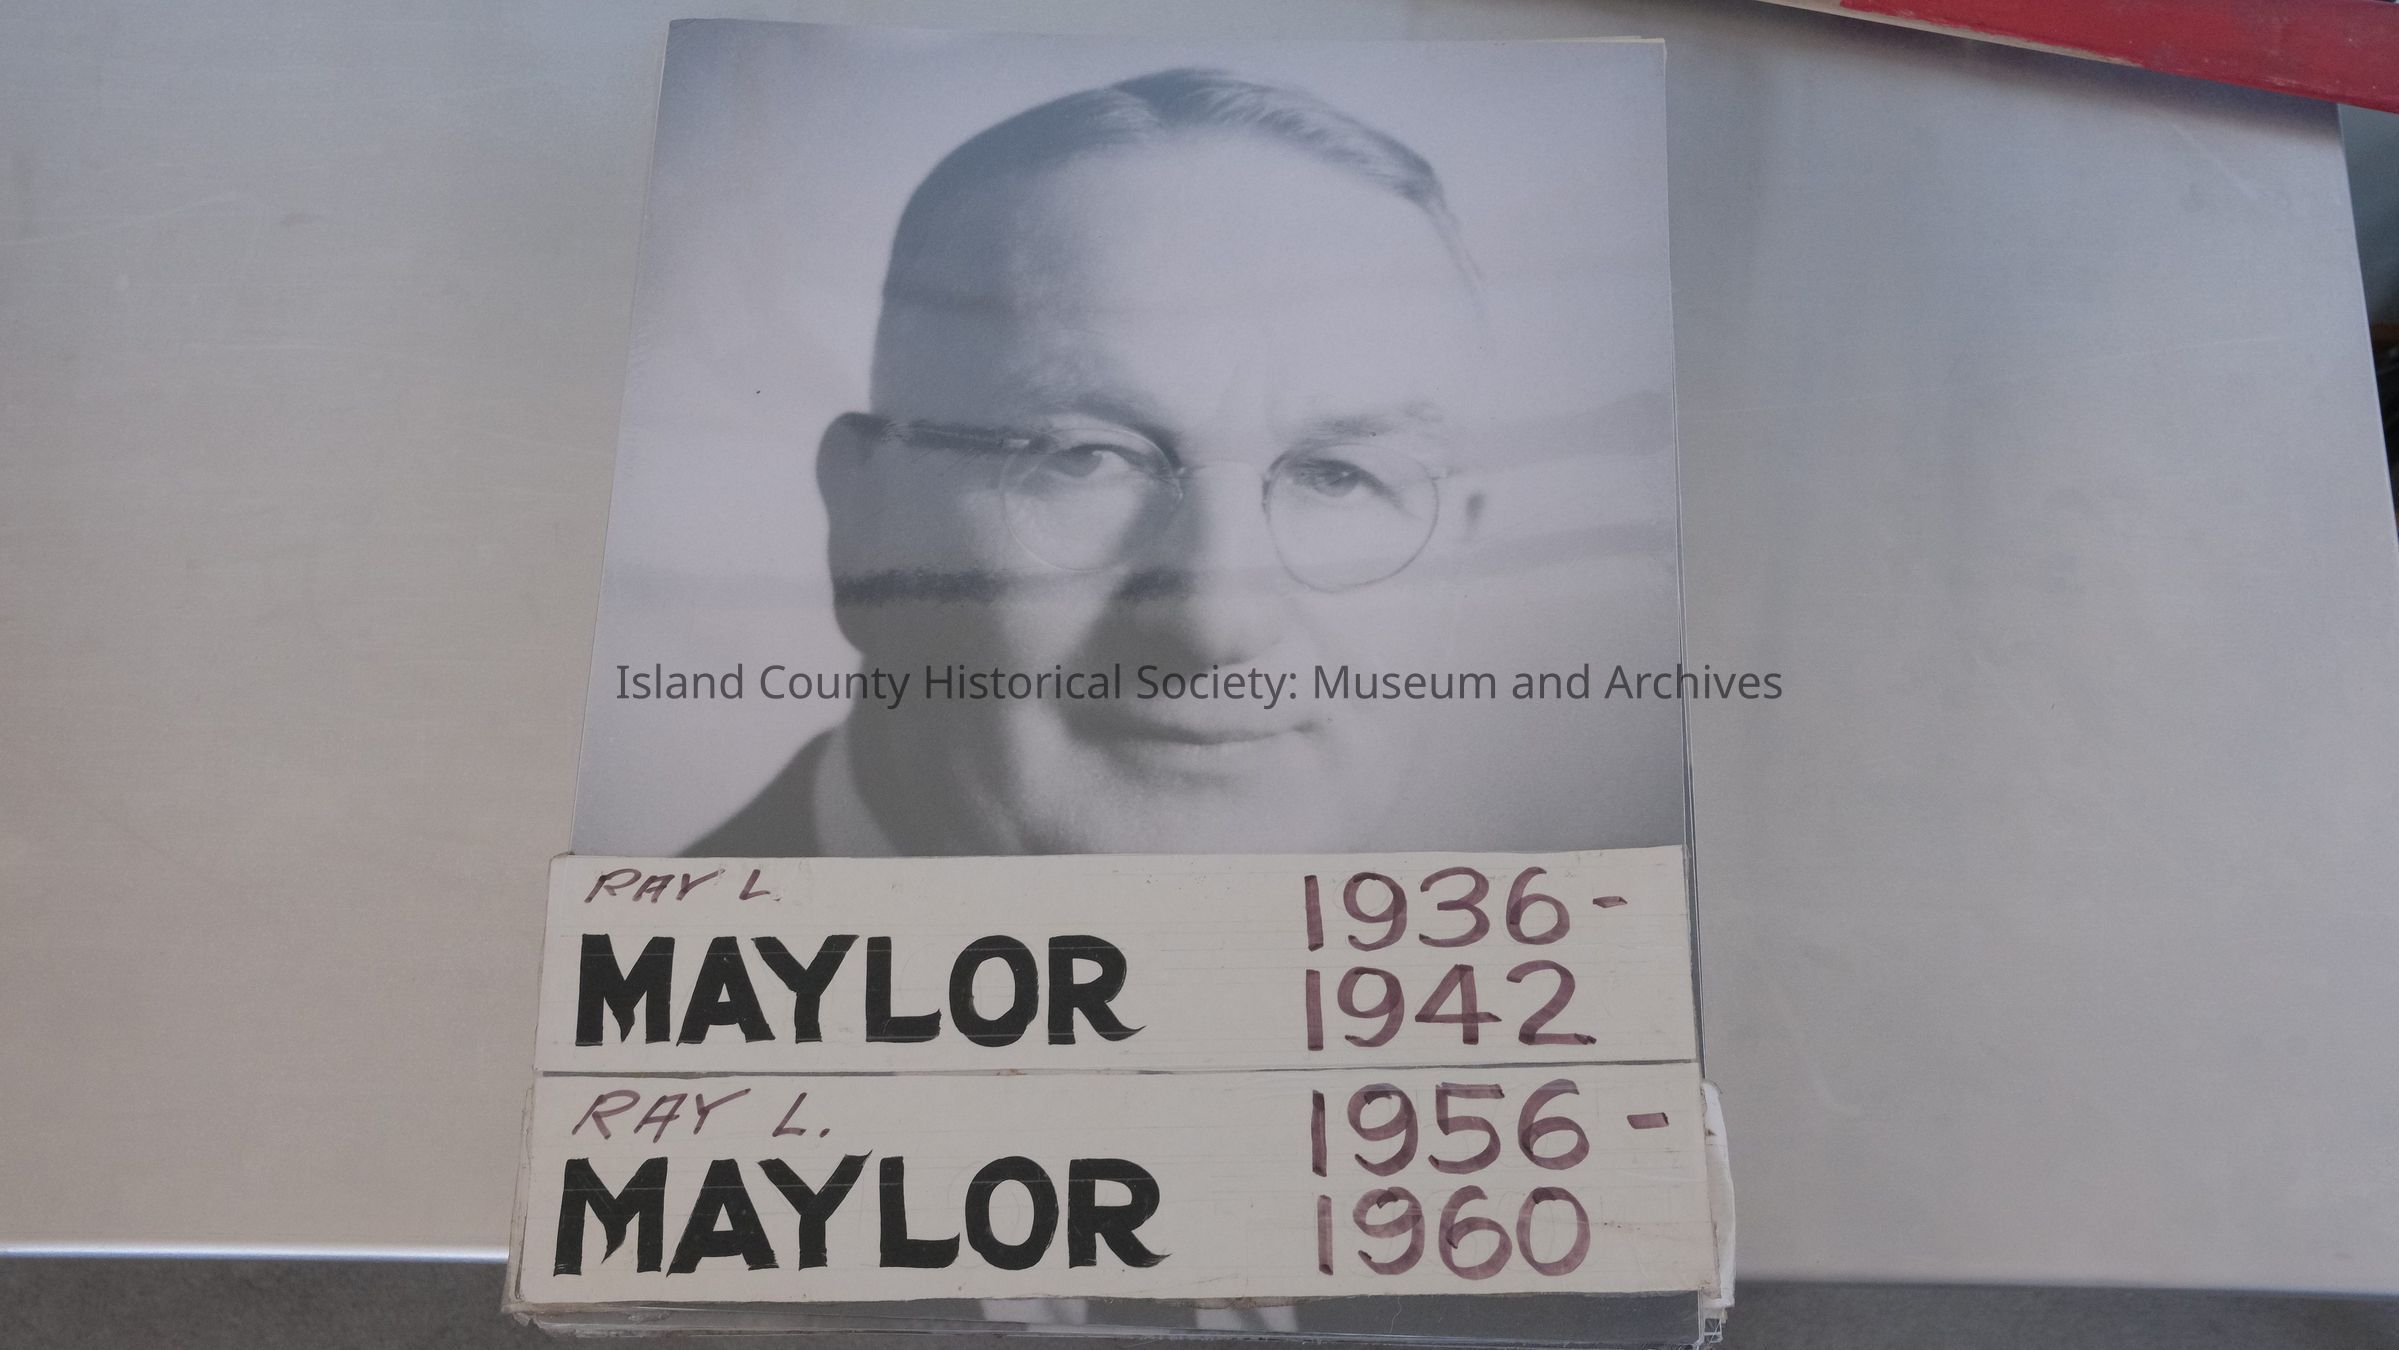 Island County Historical Society: Museum and Archives
RAY L.
MAYLOR
1936-
1942
RAY L.
MAYLOR
1956-
1960